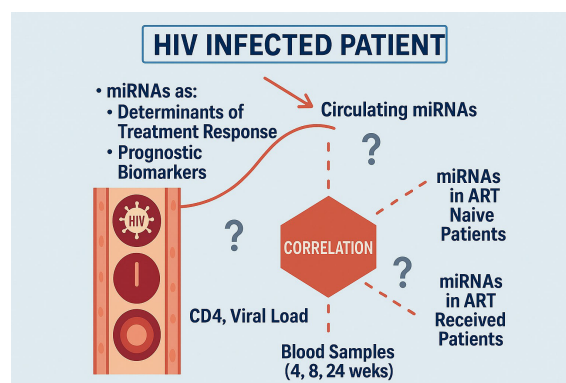 HIV INFECTED PATIENT
• miRNAs as:
• Determinants of
Treatment Response
• Prognostic
Biomarkers
Circulating miRNAs
?
miRNAs
in ART
Naive
Patients
HIV
?
CORRELATION
?
miRNAs
in ART
Received
Patients
CD4, Viral Load
Blood Samples
(4, 8, 24 weks)